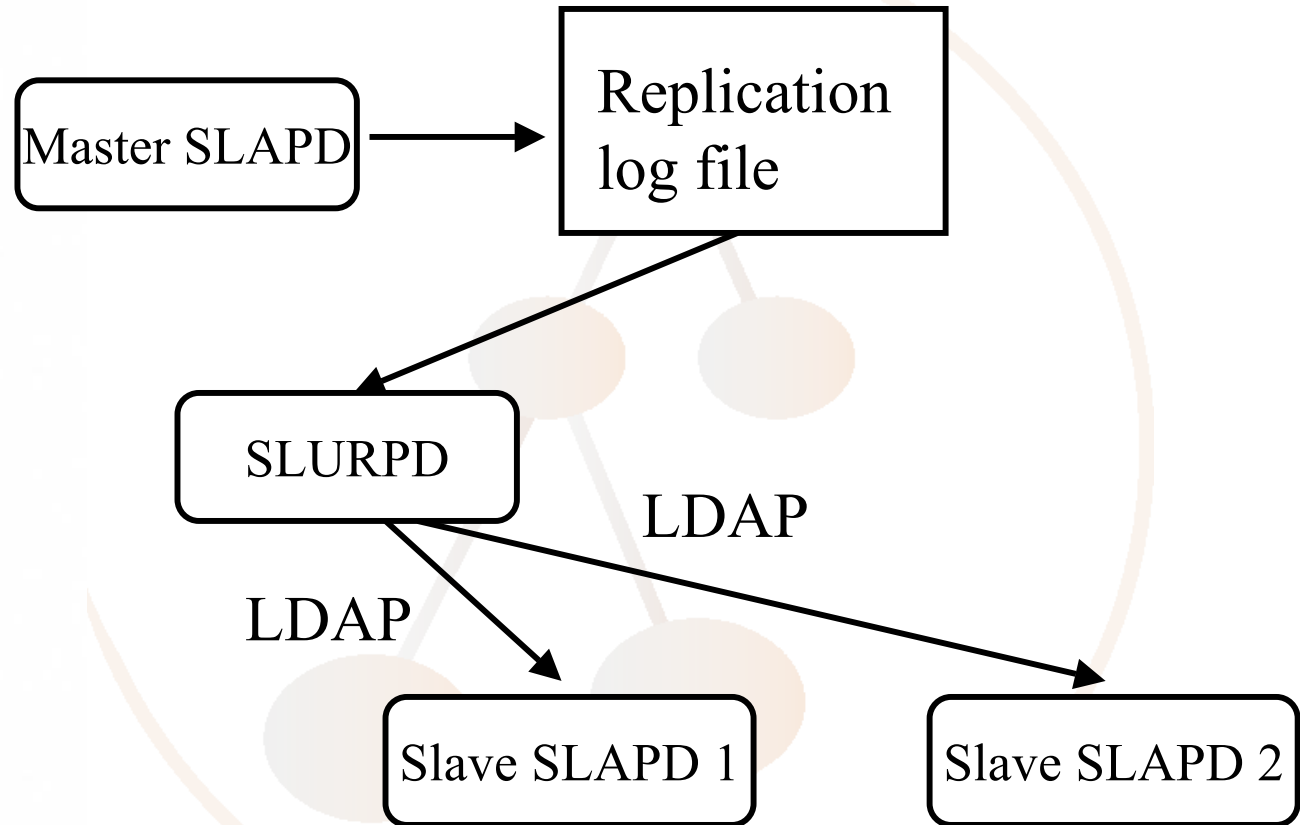 Replication
log file
Master SLAPD
SLURPD
LDAP
LDAP
Slave SLAPD 1
Slave SLAPD 2